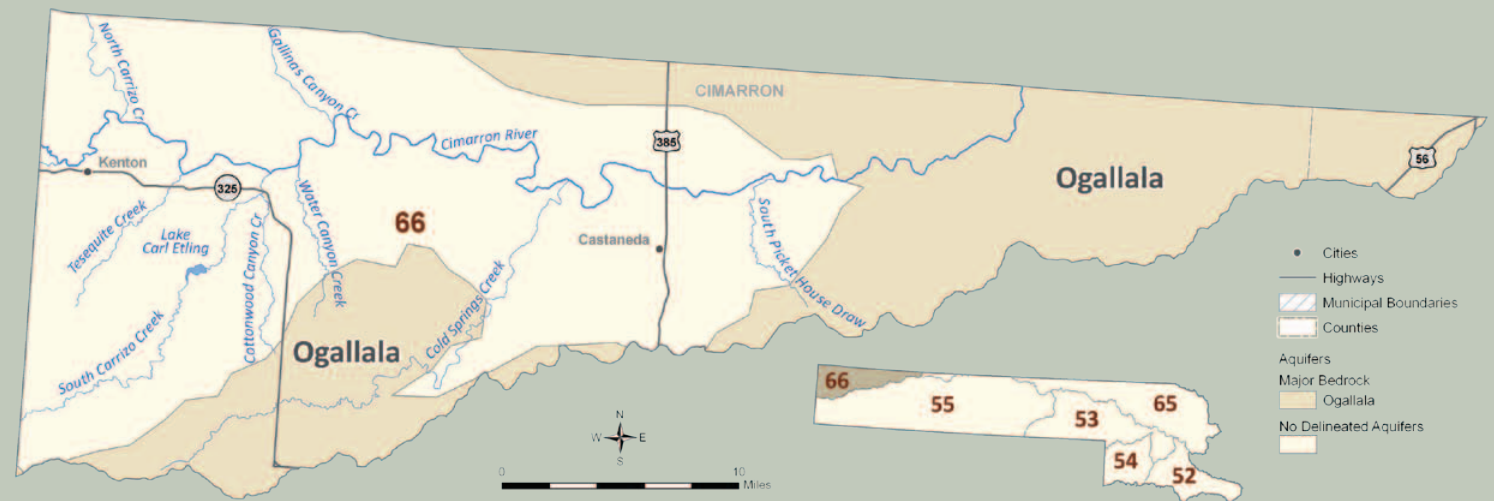 North Carrizo Cr
Gallinas Canyon Cr
CIMARRON
Cimarron River
385
56
Kenton
325
Ogallala
Tesequite Creek
Lake
Carl Etling
Cottonwood Canyon Cr
Water Canyon Creek
66
Castaneda
South Picket House Draw
South Carrizo Creek
Ogallala
Cold Springs Creek
Cities
Highways
Municipal Boundaries
Counties
Aquifers
Major Bedrock
Ogallala
No Delineated Aquifers
66
55
53
65
54
52
N
W
E
S
0
10
Miles